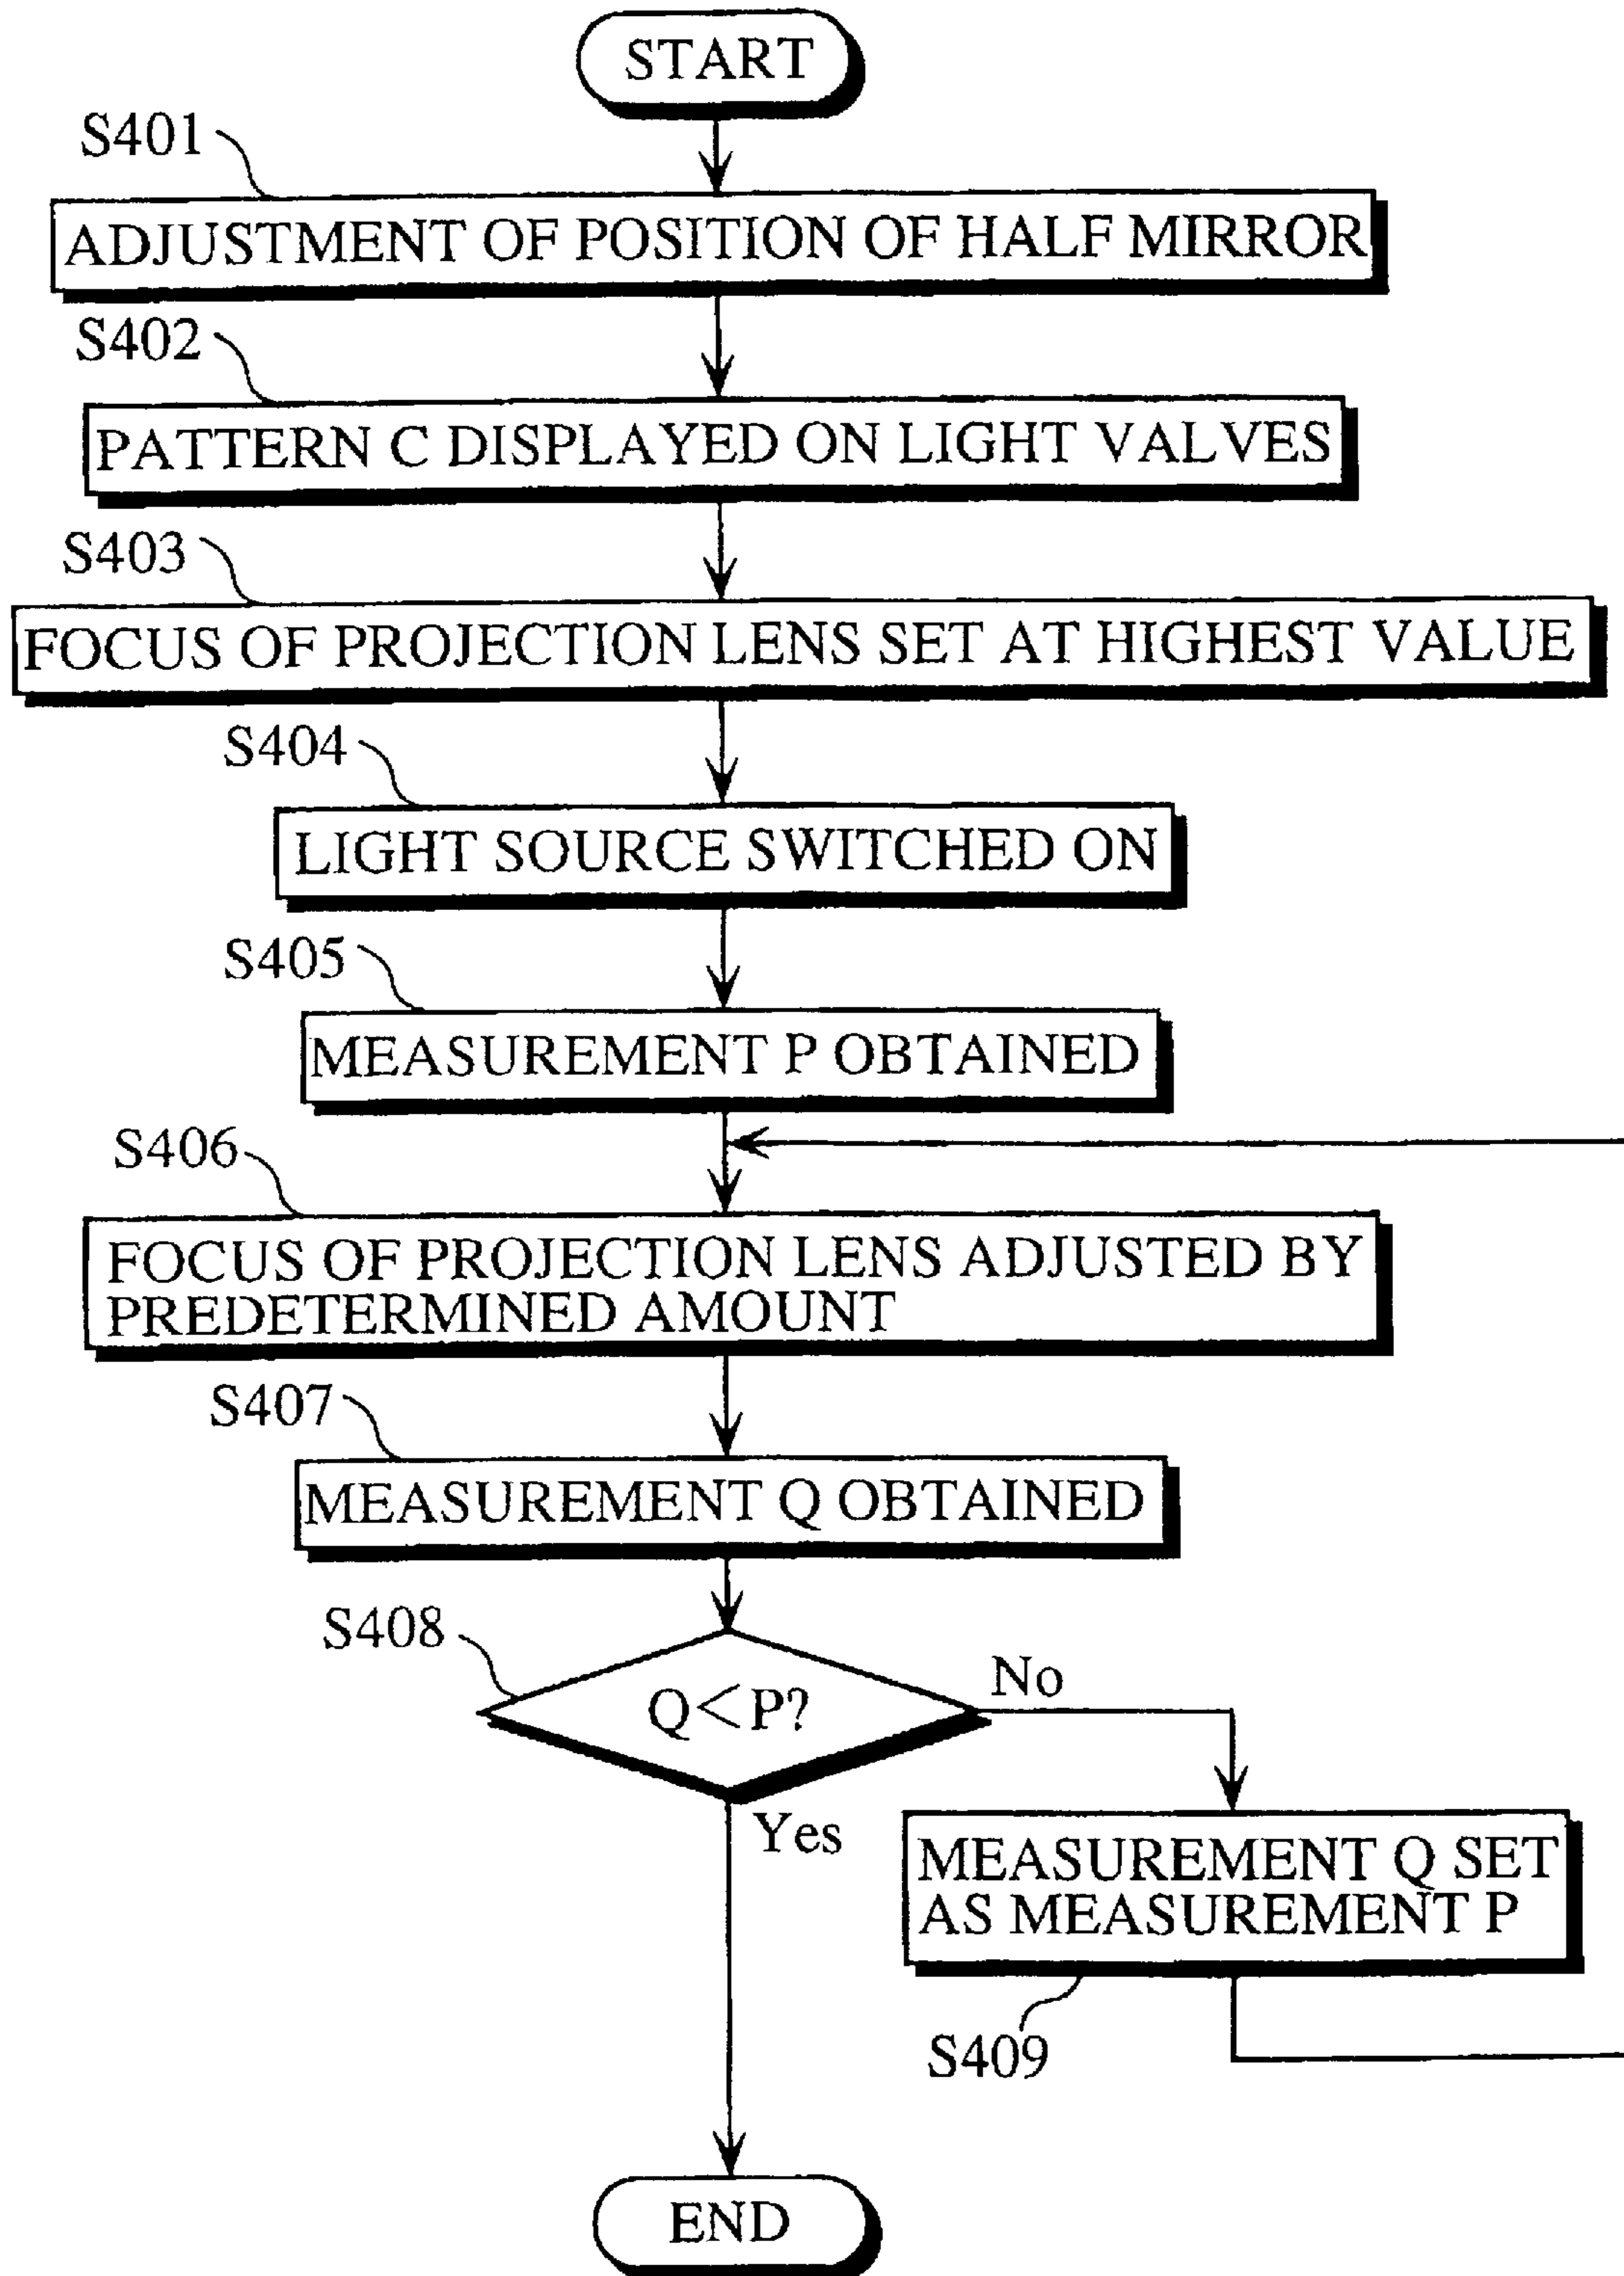 START
S401
ADJUSTMENT OF POSITION OF HALF MIRROR
S402
PATTERN C DISPLAYED ON LIGHT VALVES
S403
FOCUS OF PROJECTION LENS SET AT HIGHEST VALUE
S404
LIGHT SOURCE SWITCHED ON
S405
MEASUREMENT P OBTAINED
S406
FOCUS OF PROJECTION LENS ADJUSTED BY
PREDETERMINED AMOUNT
S407
MEASUREMENT Q OBTAINED
S408
Q<P?
No
Yes
MEASUREMENT Q SET
AS MEASUREMENT P
S409
END